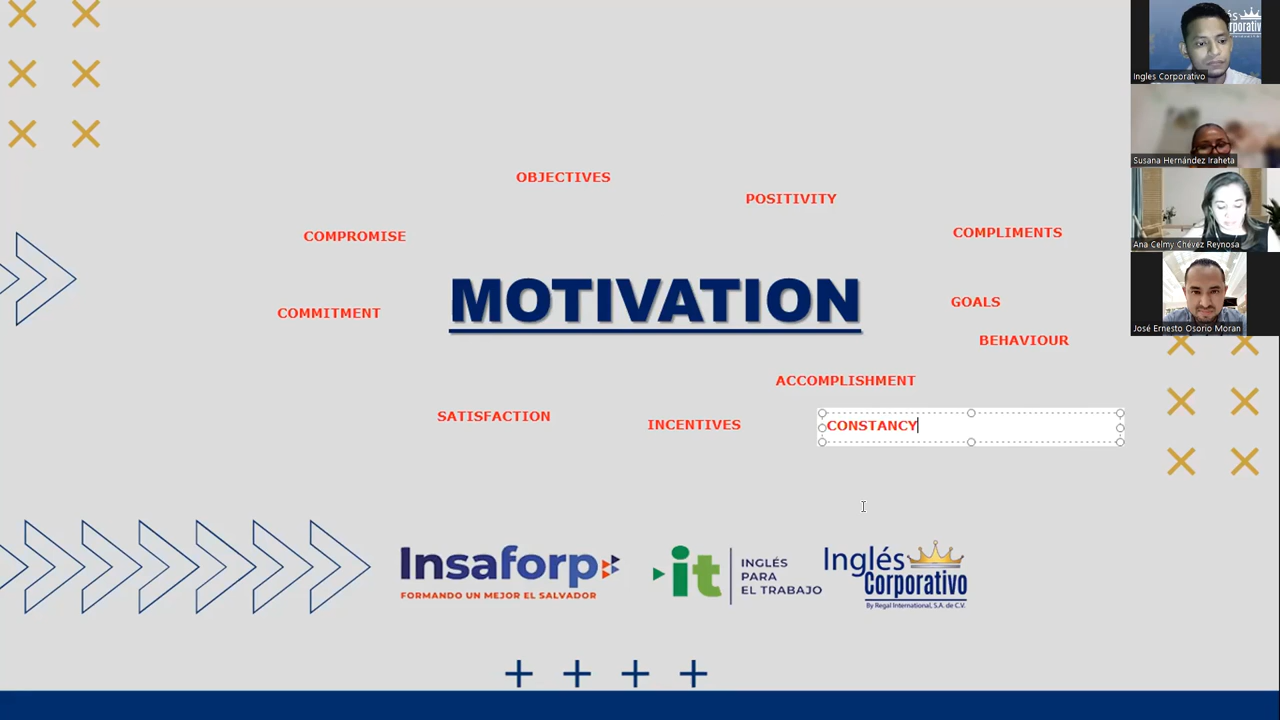 OBJECTIVES
POSITIVITY
COMPROMISE
COMPLIMENTS
MOTIVATION
COMMITMENT
GOALS
BEHAVIOUR
ACCOMPLISHMENT
SATISFACTION
INCENTIVES
CONSTANCY
Insaforp
FORMANDO UN MEJOR EL SALVADOR
it
INGLÉS
PARA
EL TRABAJO
Inglés
Corporativo
By Regal International, S.A. de C.V.
Ingles Corporativo
Susana Hernández Iraheta
Ana Celmy Chévez Reynosa
José Ernesto Osorio Moran